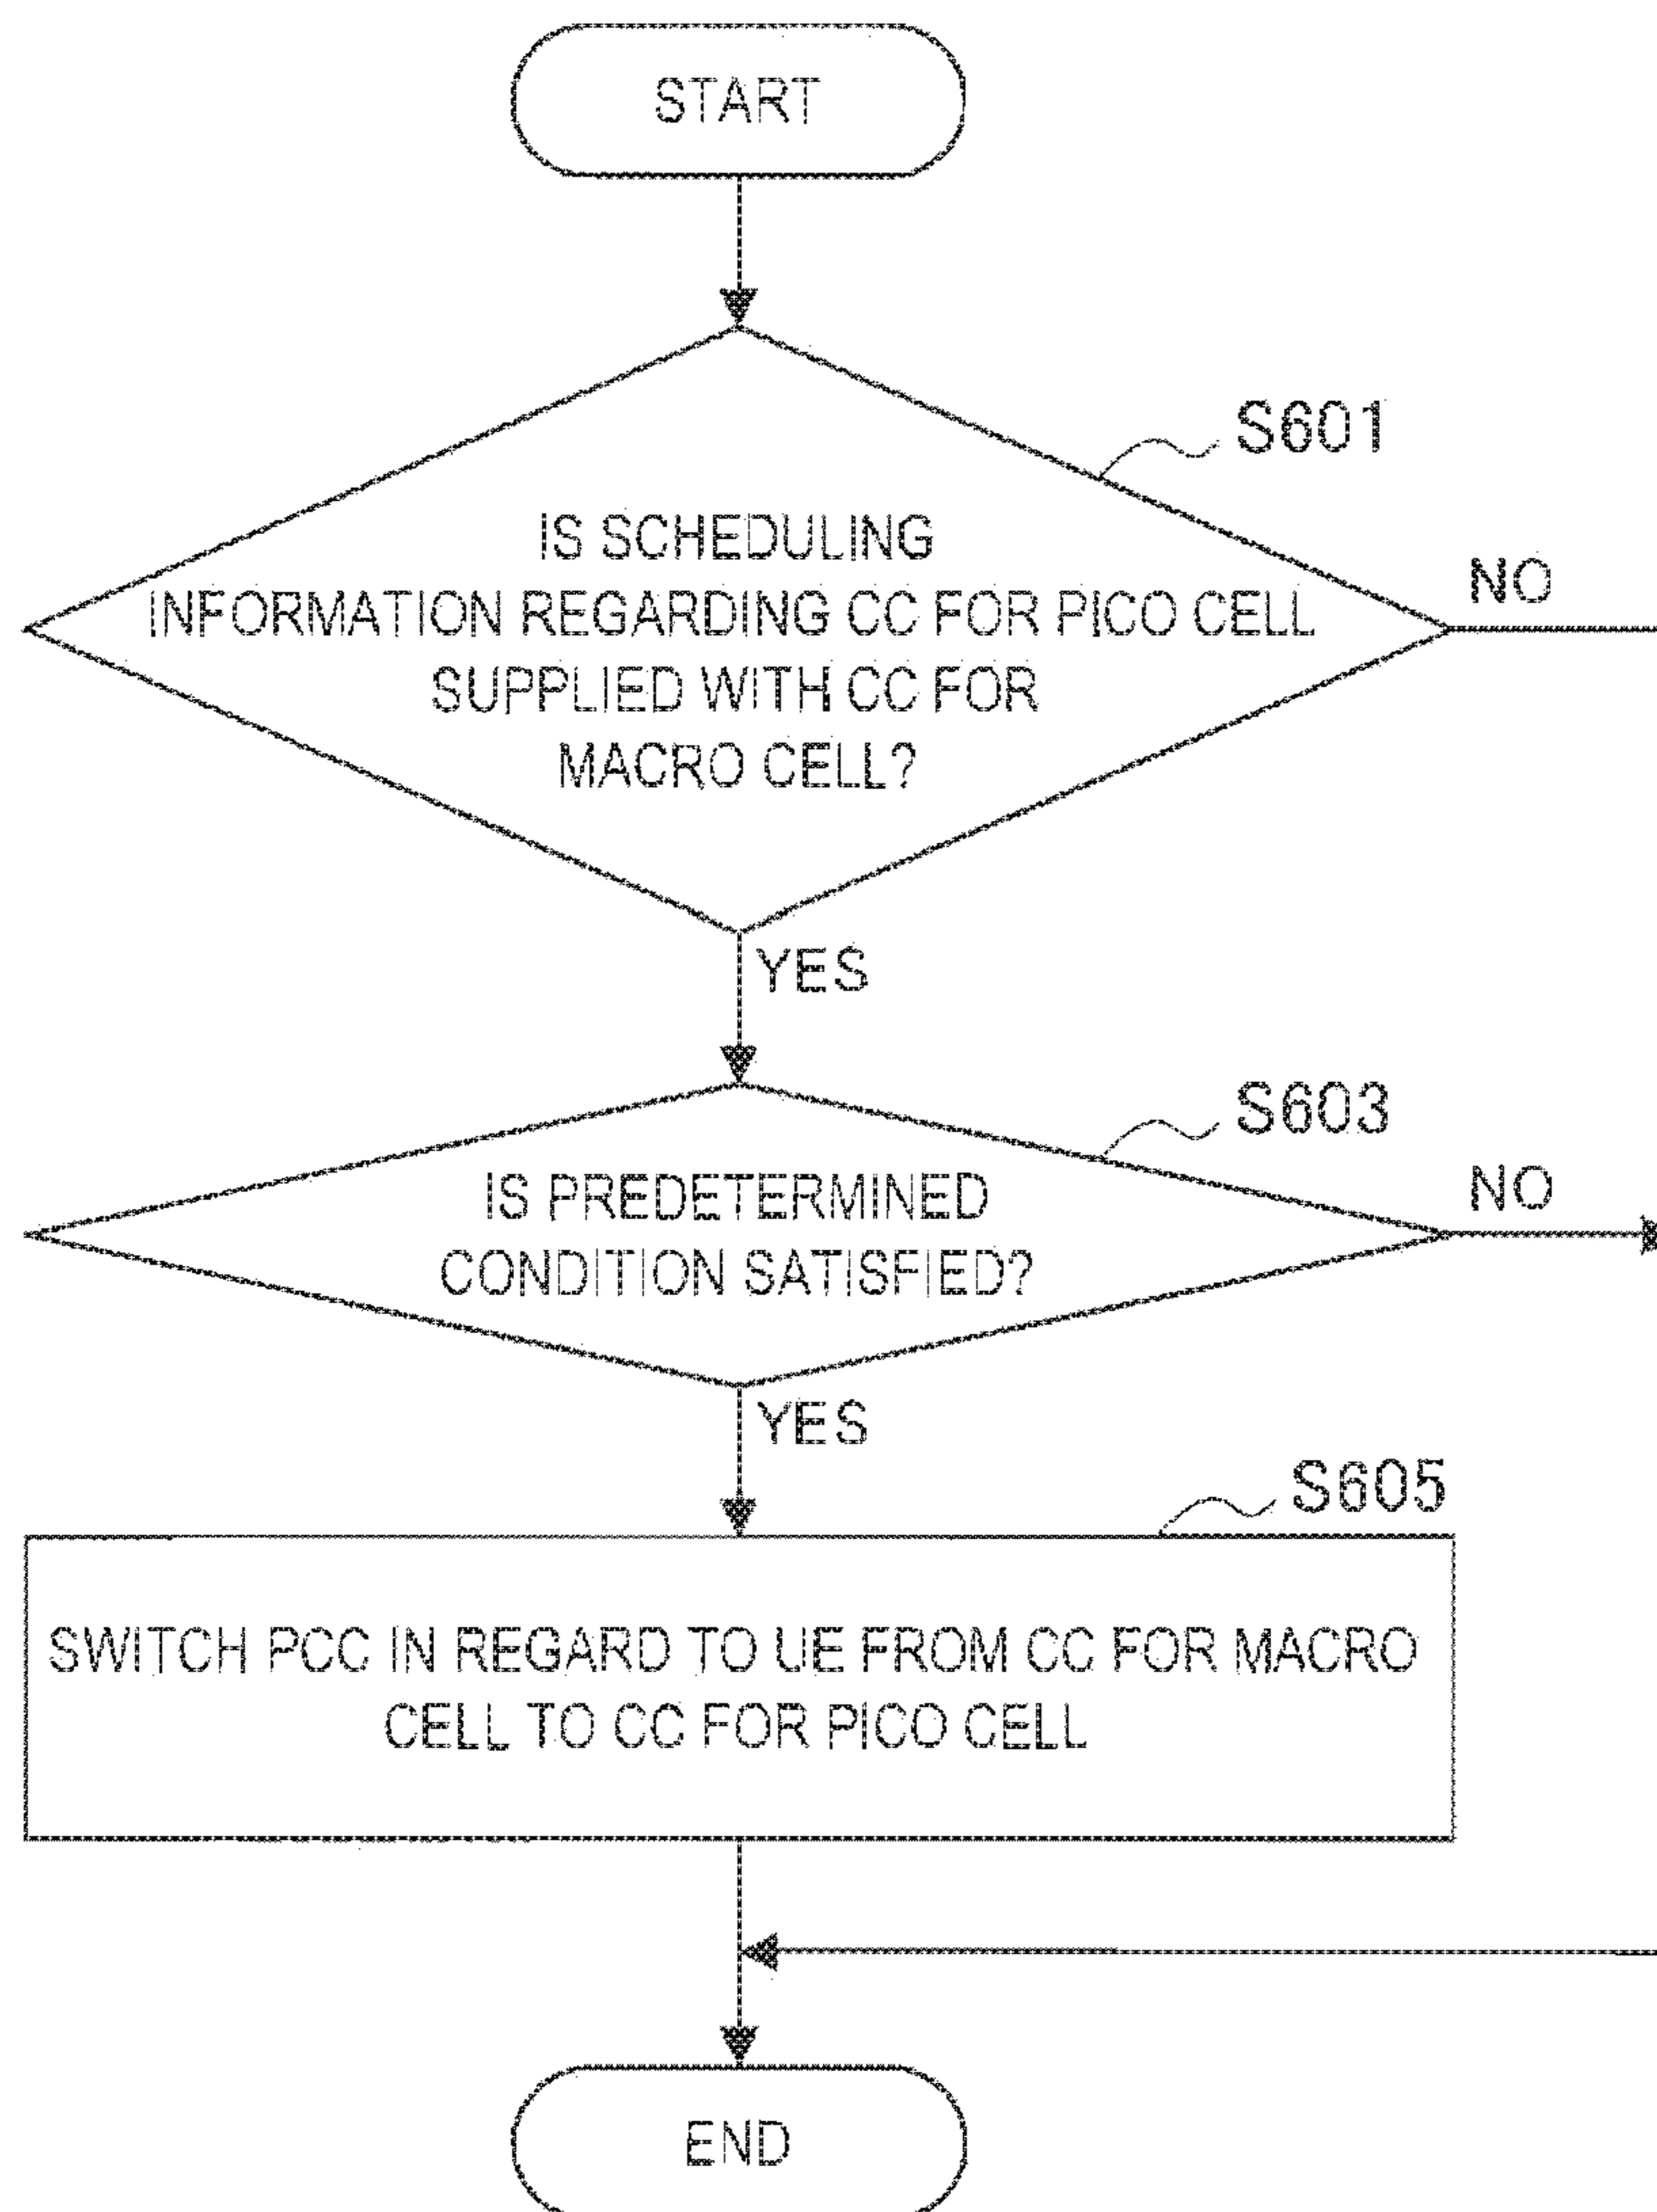 START
S601
IS SCHEDULING
INFORMATION REGARDING CC FOR PICO CELL
SUPPLIED WITH CC FOR
MACRO CELL?
NO
YES
S603
IS PREDETERMINED
CONDITION SATISFIED?
NO
YES
S605
SWITCH PCC IN REGARD TO UE FROM CC FOR MACRO
CELL TO CC FOR PICO CELL
END